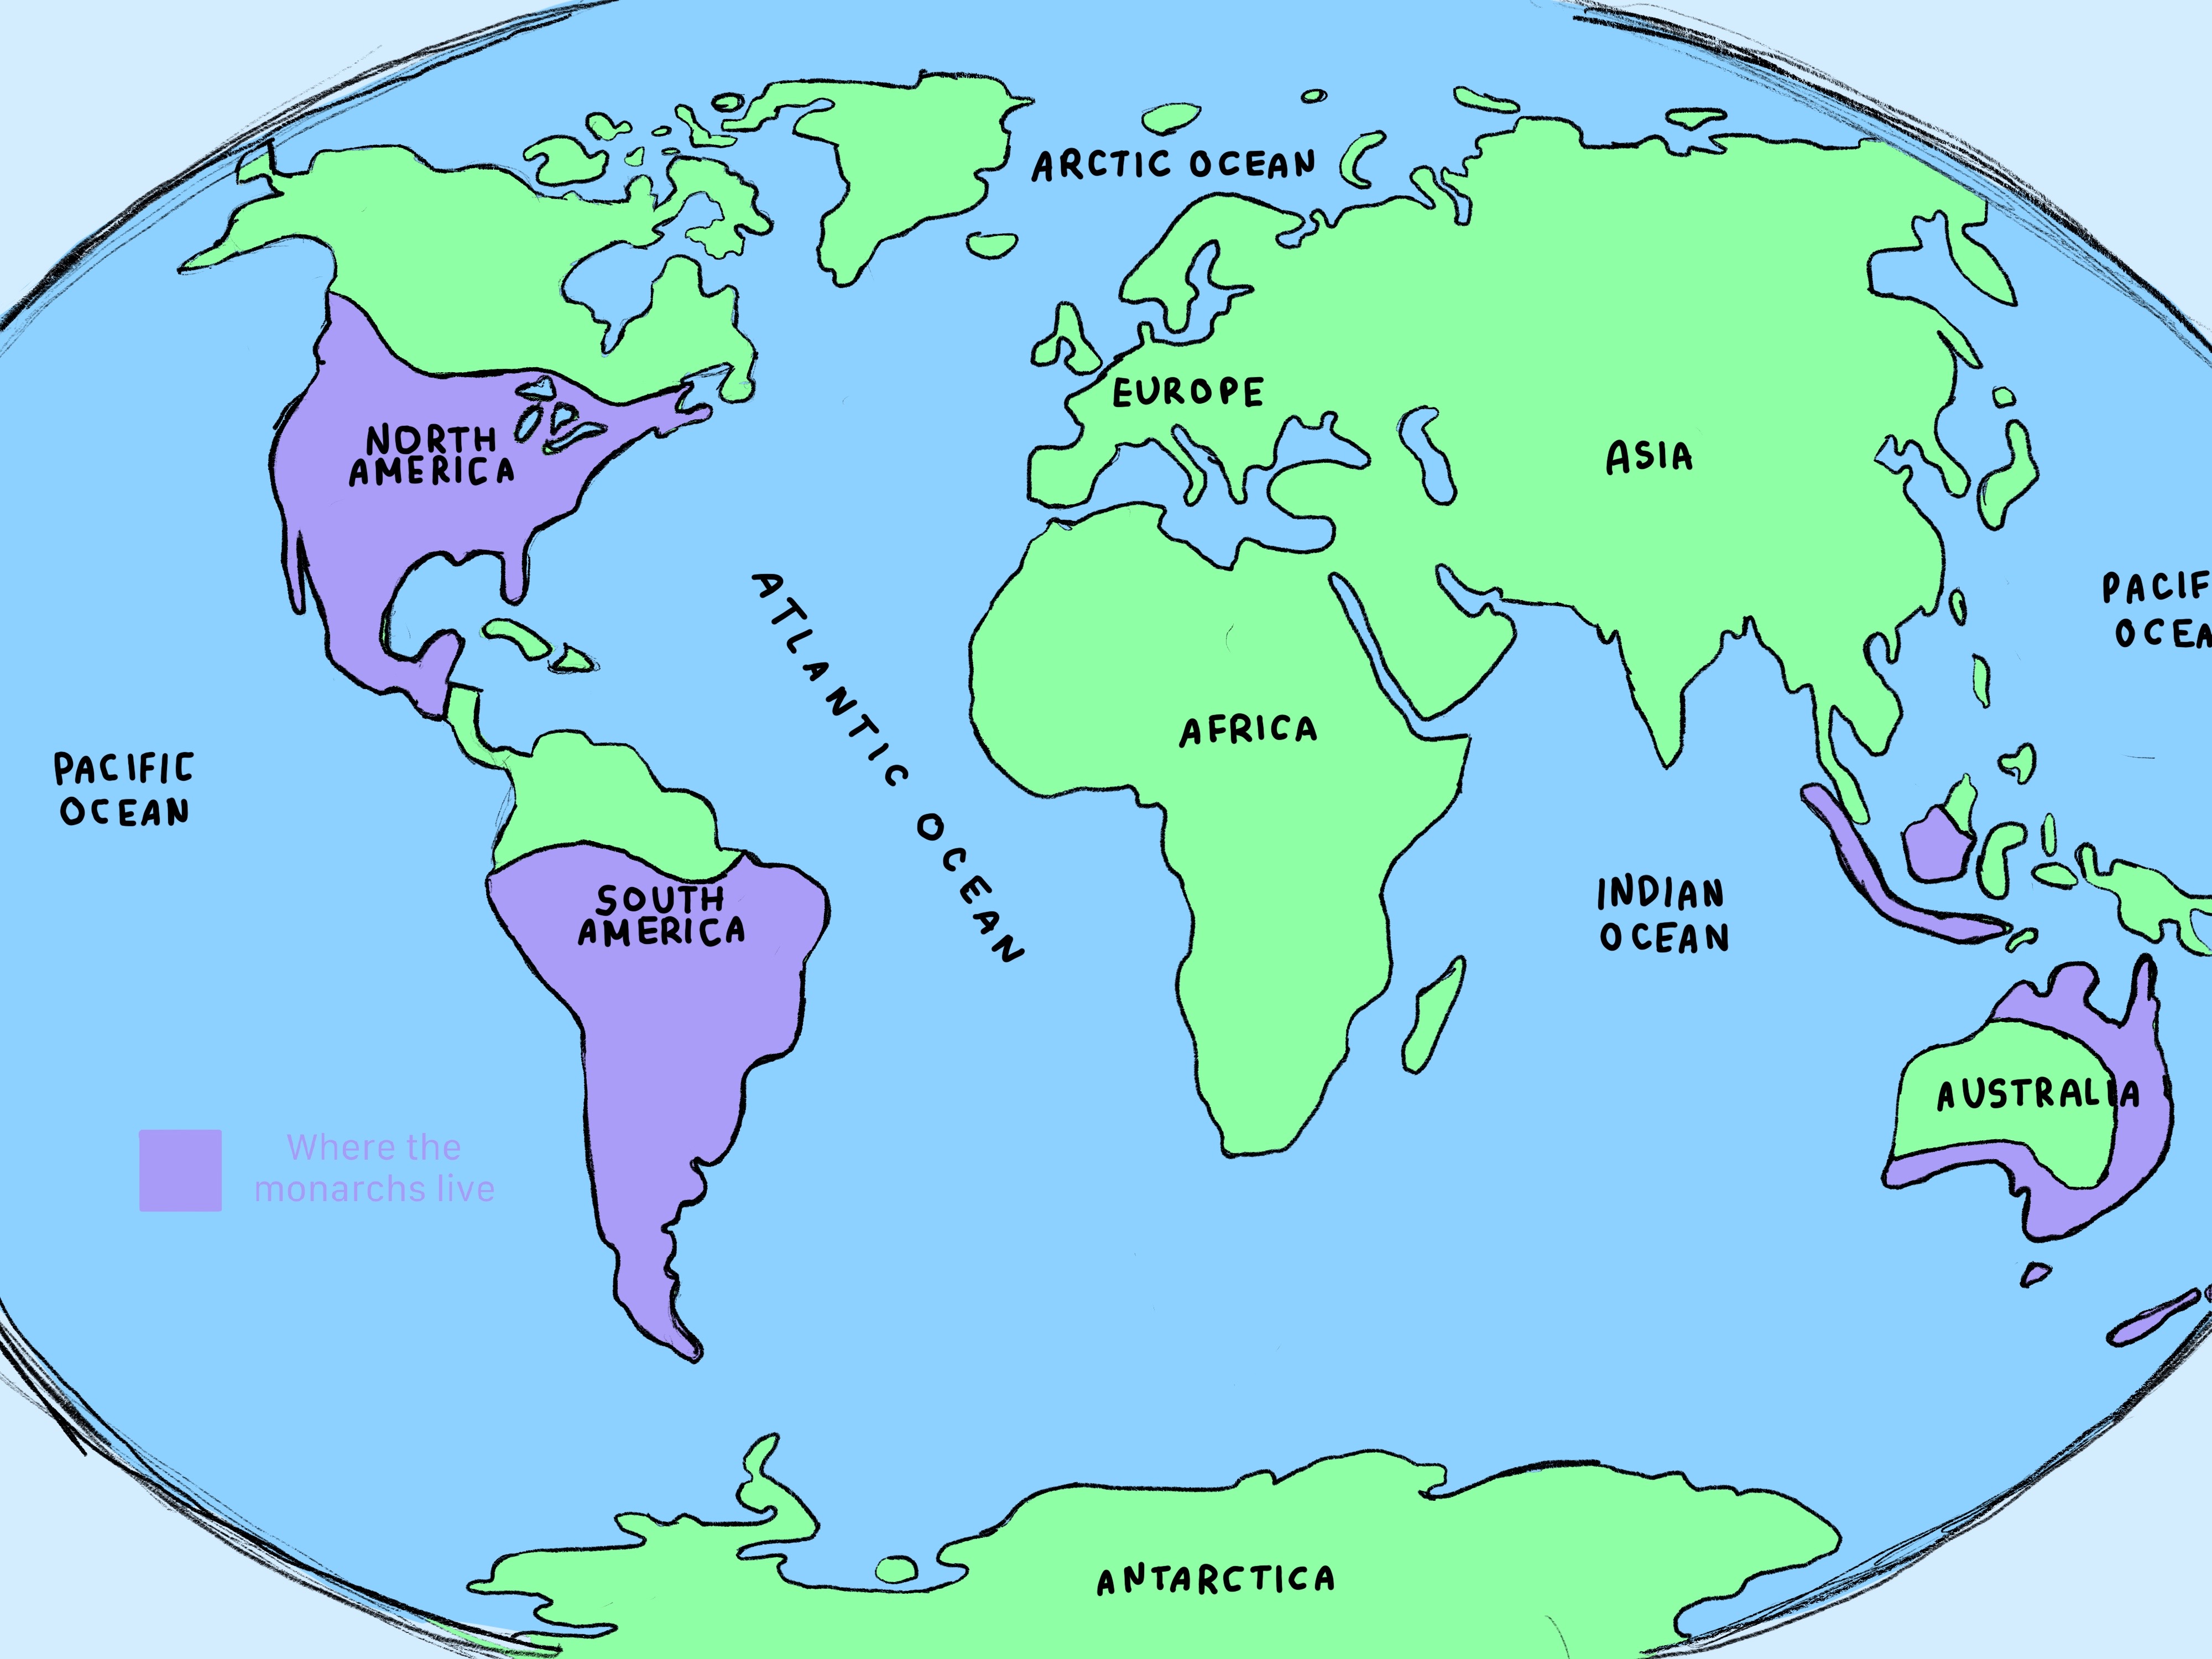 ARCTIC OCEAN
EUROPE
NORTH
AMERICA
ASIA
ATLANTIC OCEAN
PACIF
OCEA
AFRICA
PACIFIC
OCEAN
SOUTH
AMERICA
INDIAN
OCEAN
AUSTRALIA
Where the
monarchs live
ANTARCTICA